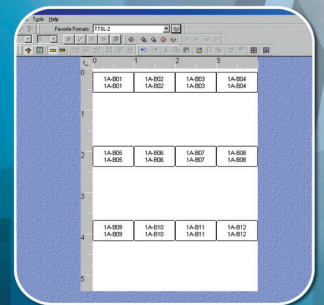 Tools Help
Favorite Formats: TTSL-2
0 1 2 3
0
1A-B01 1A-B02 1A-B03 1A-B04
1A-B01 1A-B02 1A-B03 1A-B04
1
1A-B05 1A-B06 1A-B07 1A-B08
2
1A-B05 1A-B06 1A-B07 1A-B08
3
1A-B09 1A-B10 1A-B11 1A-B12
1A-B09 1A-B10 1A-B11 1A-B12
4
5